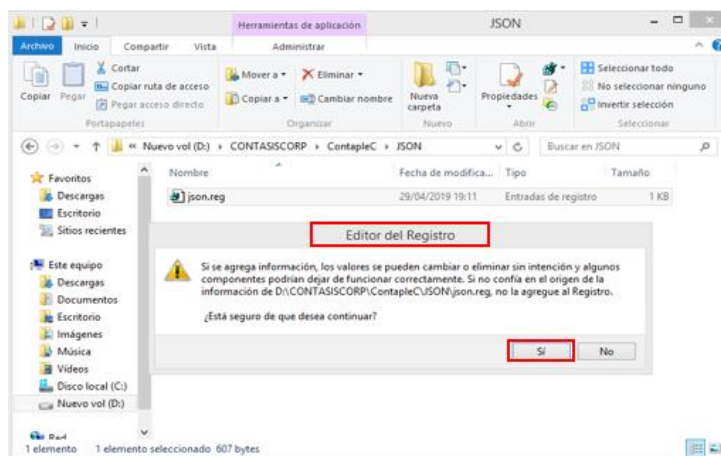 JSON
Herramientas de aplicación
Archivo Inicio Compartir Vista Administrar
Copiar
Pegar
Cortar
Copiar ruta de acceso
Pegar acceso directo
Portapapeles
Mover a
Copiar a
Eliminar
Cambiar nombre
Organizar
Nueva
carpeta
Nuevo
Propiedades
Abrir
Seleccionar todo
No seleccionar ninguno
Invertir selección
Seleccionar
« Nuevo vol (D:) CONTASISCORP ContapleC JSON
Buscar en JSON
Nombre Fecha de modifica... Tipo Tamaño
json.reg 29/04/2019 19:11 Entradas de registro 1 KB
Favoritos
Descargas
Escritorio
Sitios recientes
Este equipo
Descargas
Documentos
Escritorio
Imágenes
Música
Vídeos
Disco local (C:)
Nuevo vol (D:)
Red
Editor del Registro
Si se agrega información, los valores se pueden cambiar o eliminar sin intención y algunos
componentes podrían dejar de funcionar correctamente. Si no confía en el origen de la
información de D:\CONTASISCORP\ContapleC\JSON\json.reg, no la agregue al Registro.
¿Está seguro de que desea continuar?
Sí No
1 elemento 1 elemento seleccionado 607 bytes